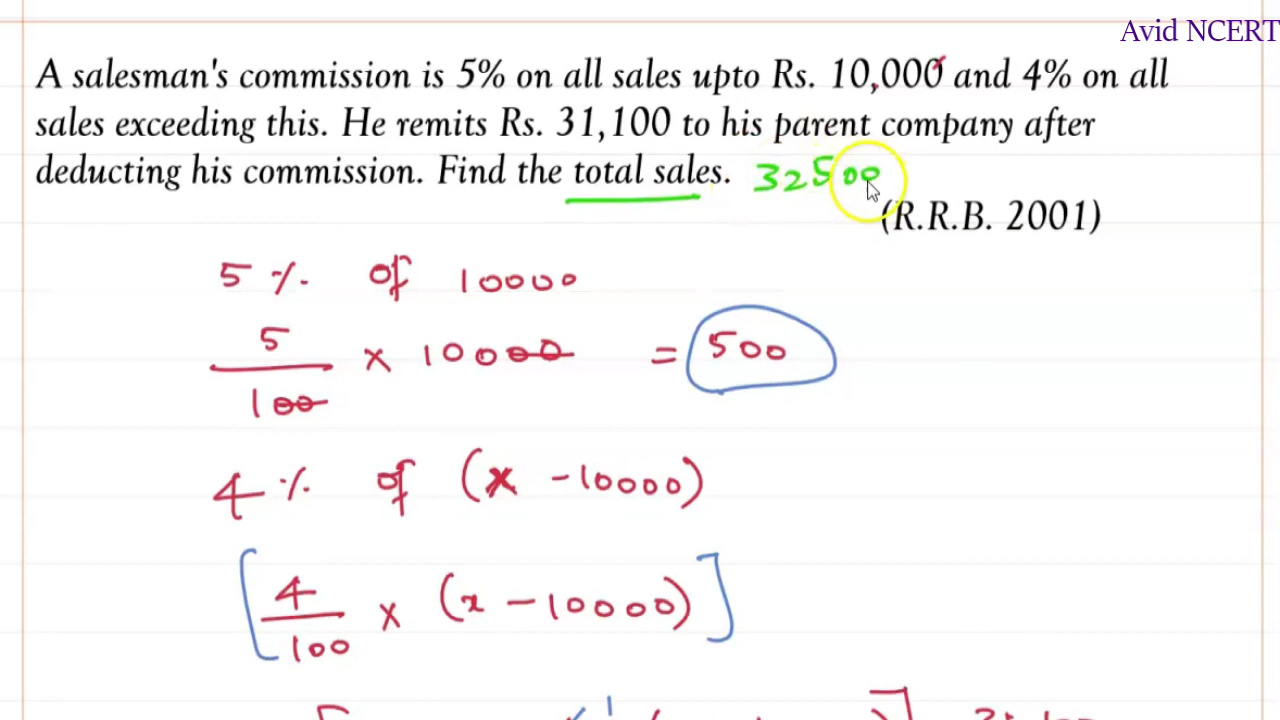 Avid NCERT
A salesman's commission is 5% on all sales upto Rs. 10,000 and 4% on all
sales exceeding this. He remits Rs. 31,100 to his parent company after
deducting his commission. Find the total sales. 32500
(R.R.B. 2001)
5 % of 10000
5/100 × 10000 = 500
4 % of (x - 10000)
[4/100 × (x - 10000)]